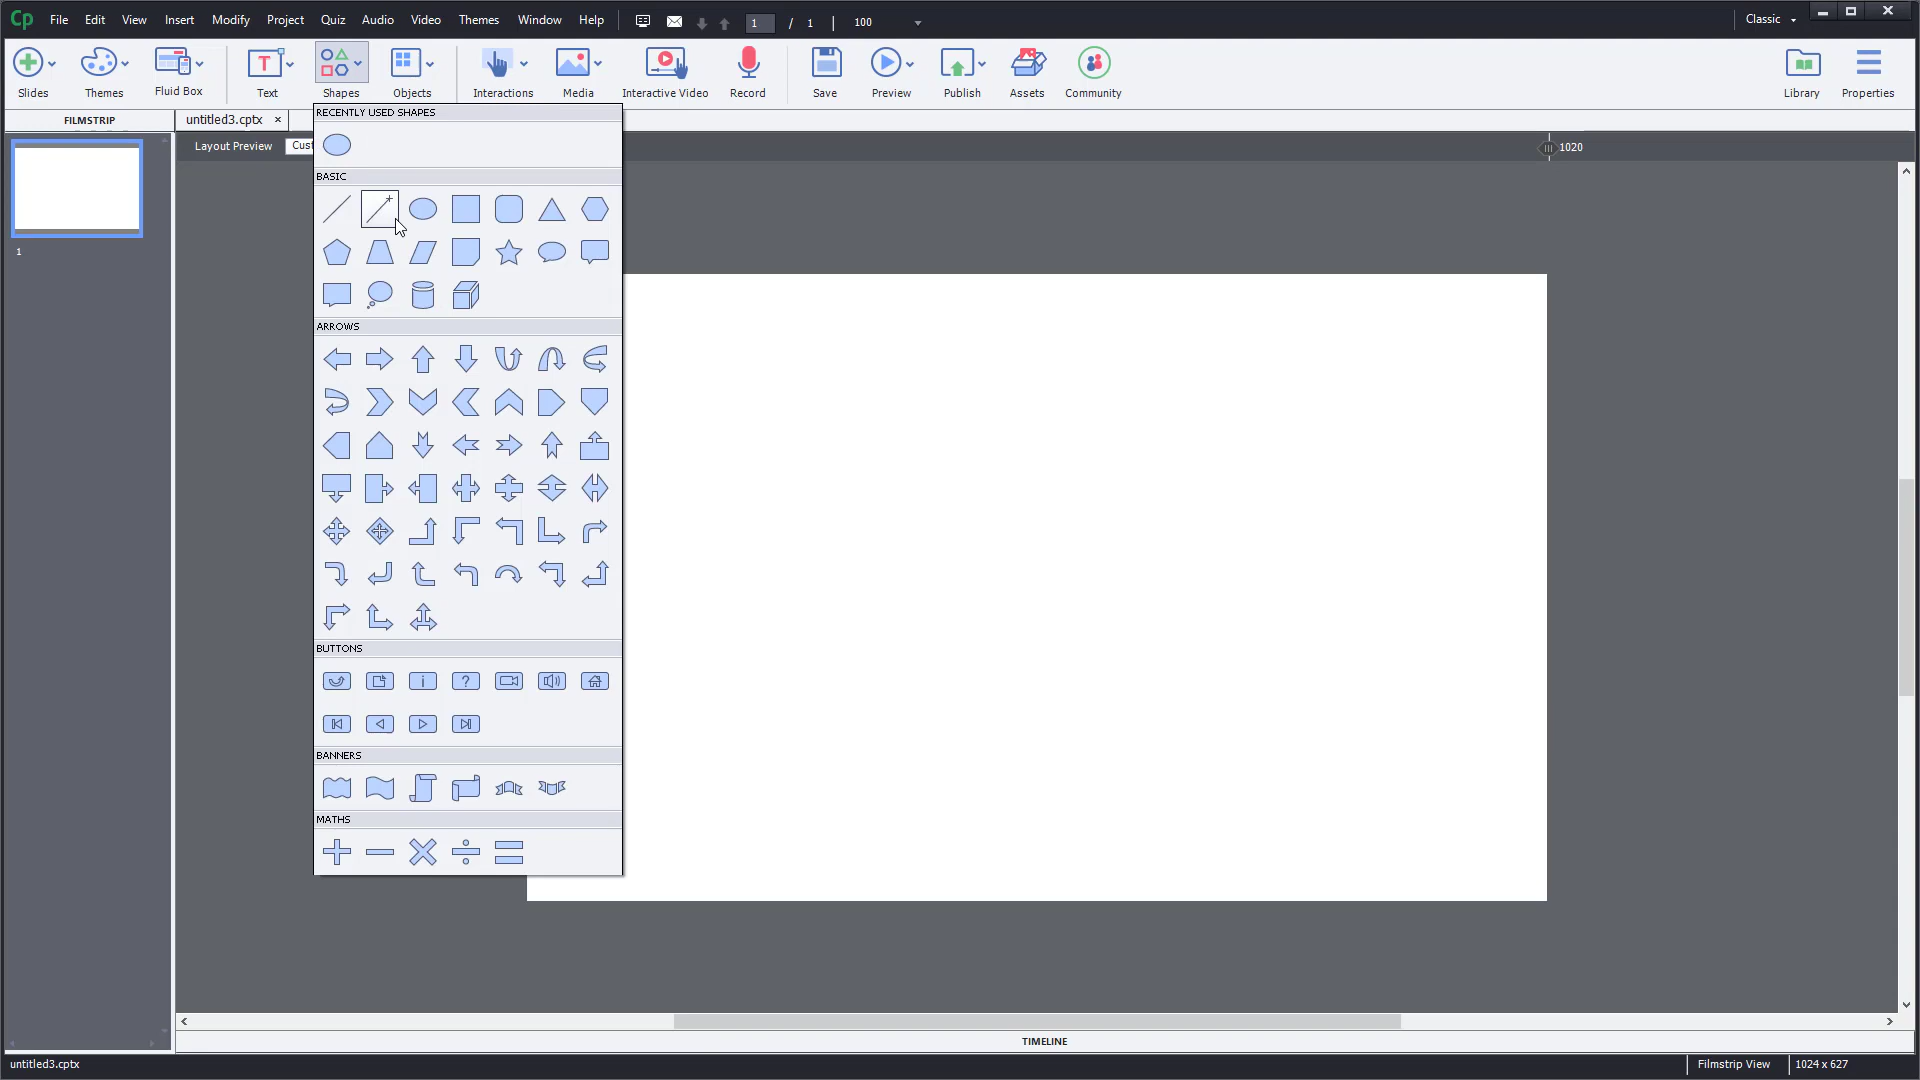 Cp File Edit View Insert Modify Project Quiz Audio Video Themes Window Help 1 / 1 100 Classic
Slides Themes Fluid Box Text Shapes Objects Interactions Media Interactive Video Record Save Preview Publish Assets Community Library Properties
FILMSTRIP untitled3.cptx
Layout Preview Cust 1020
1
RECENTLY USED SHAPES
BASIC
ARROWS
BUTTONS
BANNERS
MATHS
TIMELINE
untitled3.cptx Filmstrip View 1024 x 627